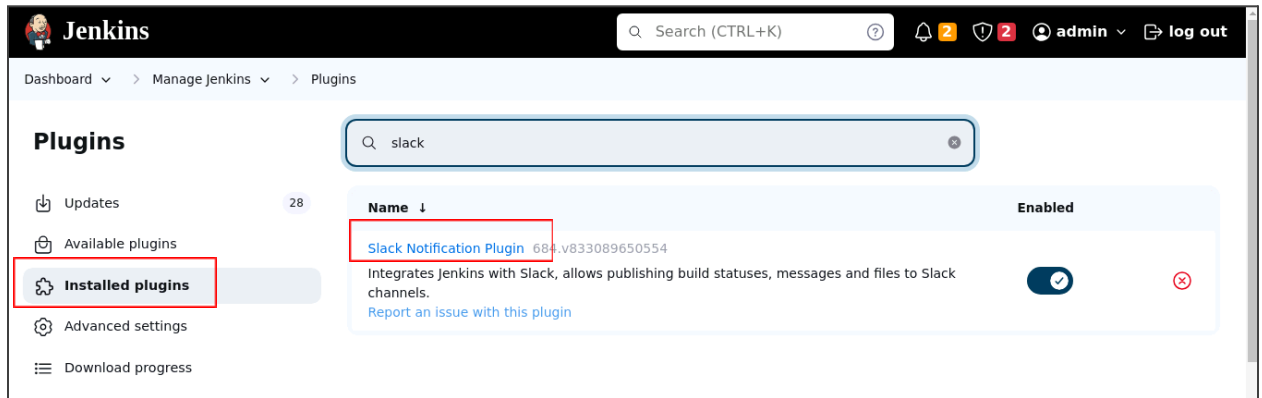 Jenkins
Search (CTRL+K)
2
2
admin
log out
Dashboard
Manage Jenkins
Plugins
Plugins
slack
Updates
28
Available plugins
Installed plugins
Advanced settings
Download progress
Name ↓
Enabled
Slack Notification Plugin 684.v833089650554
Integrates Jenkins with Slack, allows publishing build statuses, messages and files to Slack
channels.
Report an issue with this plugin